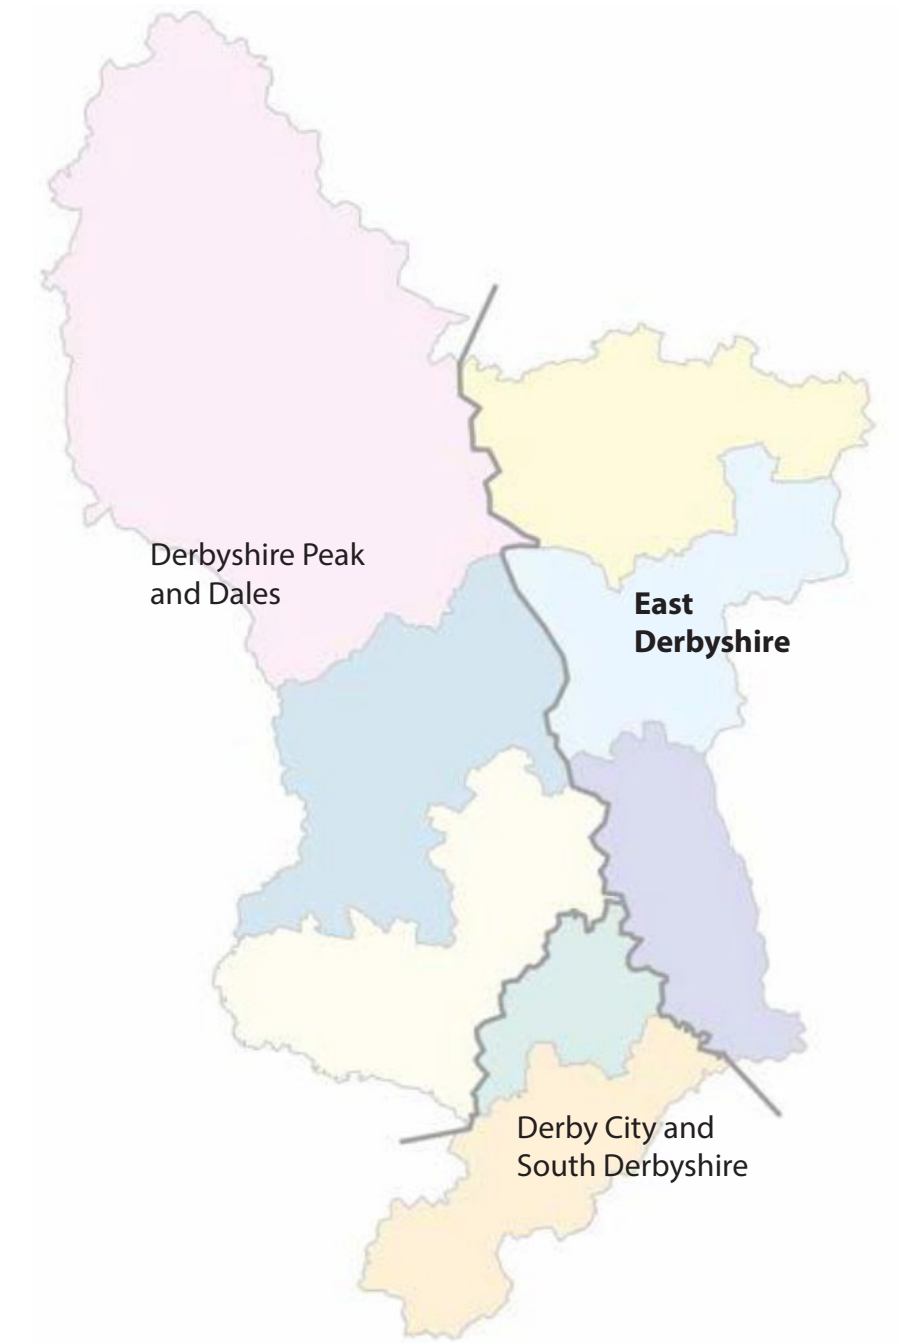 Derbyshire Peak
and Dales
East
Derbyshire
Derby City and
South Derbyshire